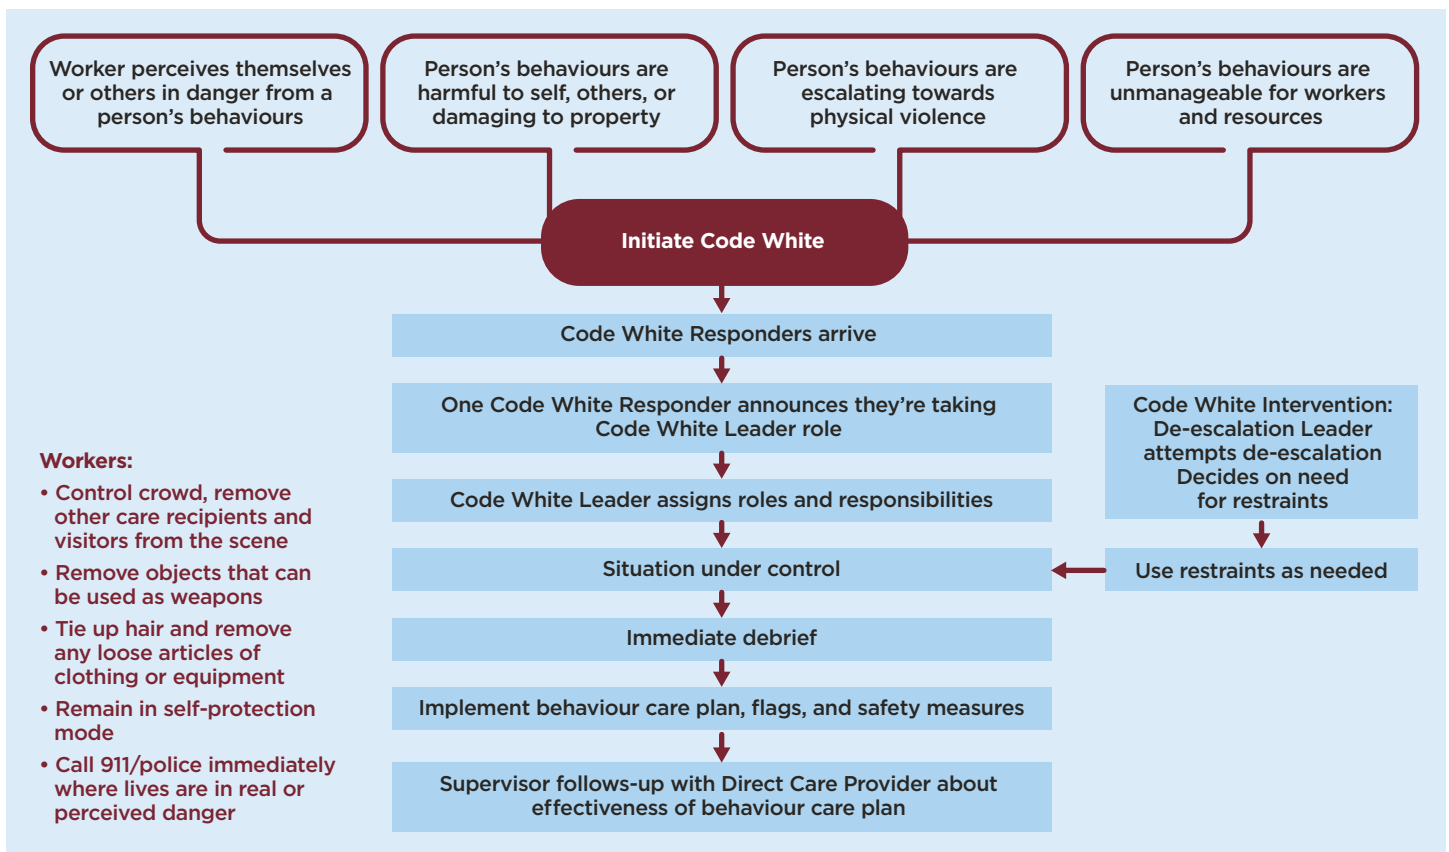 Worker perceives themselves
or others in danger from a
person's behaviours
Person's behaviours are
harmful to self, others, or
damaging to property
Person's behaviours are
escalating towards
physical violence
Person's behaviours are
unmanageable for workers
and resources
Initiate Code White
Code White Responders arrive
One Code White Responder announces they're taking
Code White Leader role
Code White Leader assigns roles and responsibilities
Situation under control
Immediate debrief
Implement behaviour care plan, flags, and safety measures
Supervisor follows-up with Direct Care Provider about
effectiveness of behaviour care plan
Code White Intervention:
De-escalation Leader
attempts de-escalation
Decides on need
for restraints
Use restraints as needed
Workers:
• Control crowd, remove
other care recipients and
visitors from the scene
• Remove objects that can
be used as weapons
• Tie up hair and remove
any loose articles of
clothing or equipment
• Remain in self-protection
mode
• Call 911/police immediately
where lives are in real or
perceived danger